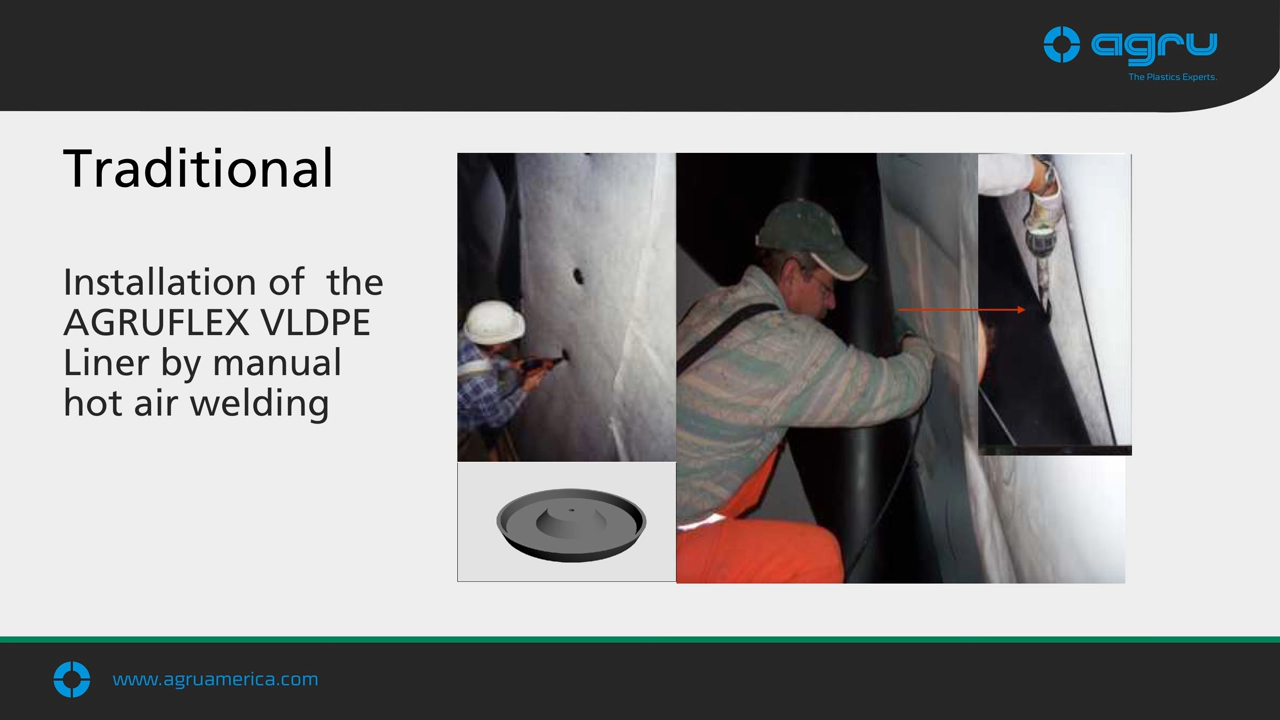 agru
The Plastics Experts.
Traditional
Installation of  the
AGRUFLEX VLDPE
Liner by manual
hot air welding
www.agruamerica.com